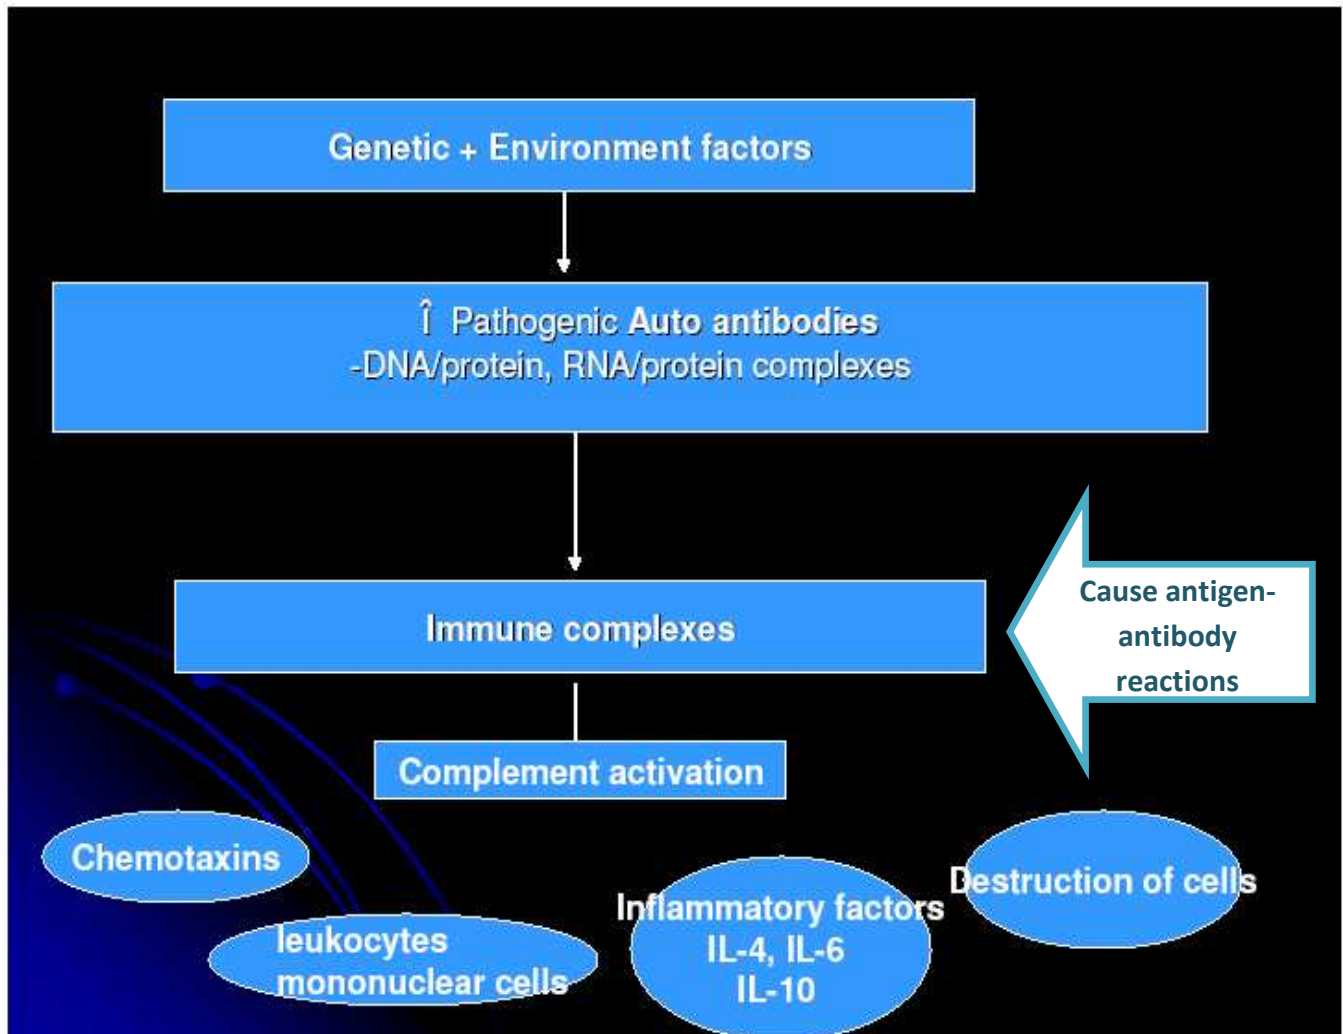 Genetic + Environment factors
Î Pathogenic Auto antibodies
-DNA/protein, RNA/protein complexes
Immune complexes
Cause antigen-
antibody
reactions
Complement activation
Chemotaxins
leukocytes
mononuclear cells
Inflammatory factors
IL-4, IL-6
IL-10
Destruction of cells